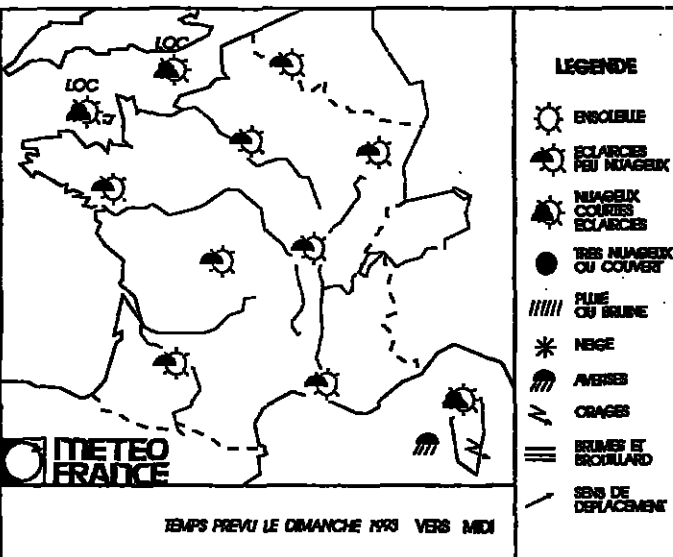 LOC
LOC
METEO
FRANCE
TEMPS PREVU LE DIMANCHE 1993 VERS MIDI
LEGENDE
ENSOLEILLE
ECLAIRCIES
PEU NUAGEUX
NUAGEUX
COURTES
ECLAIRCIES
TRES NUAGEUX
OU COUVERT
PLUIE
OU BRUINE
NEIGE
AVERSES
ORAGES
BRUMES ET
BROUILLARD
SENS DE
DEPLACEMENT